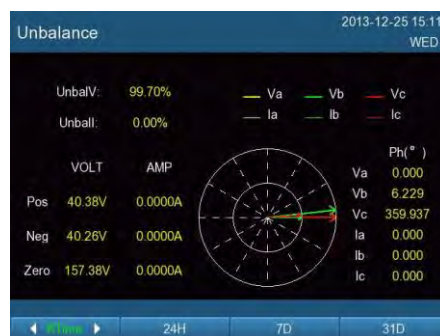 Unbalance
2013-12-25 15:11
WED
UnbalV: 99.70%
UnbalI: 0.00%
Va Vb Vc
Ia Ib Ic
VOLT AMP
Pos 40.38V 0.0000A
Neg 40.26V 0.0000A
Zero 157.38V 0.0000A
Ph(°)
Va 0.000
Vb 6.229
Vc 359.937
Ia 0.000
Ib 0.000
Ic 0.000
RTime 24H 7D 31D